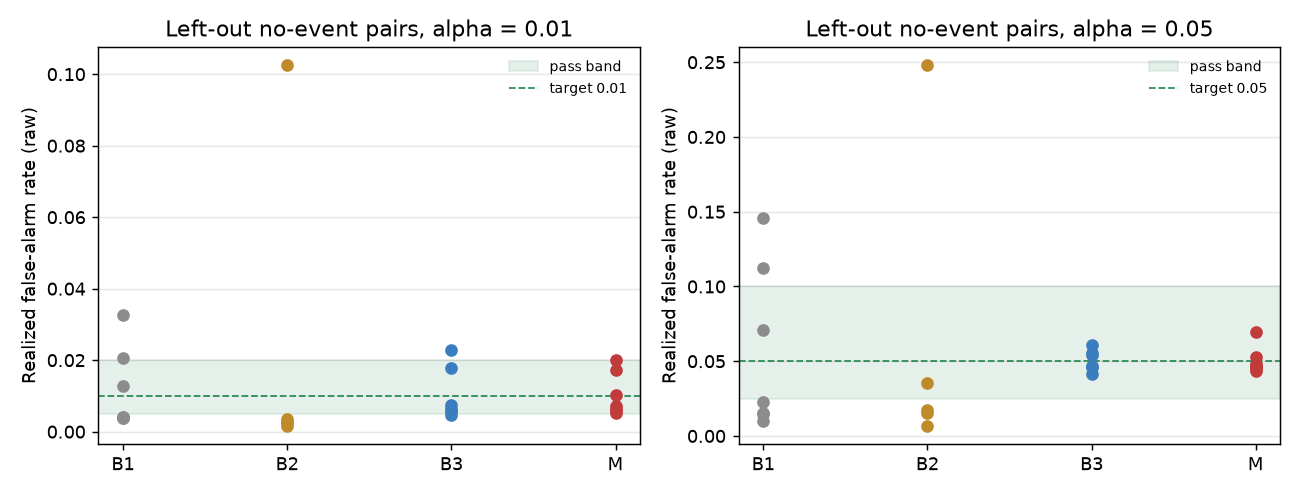 Left-out no-event pairs, alpha = 0.01
Realized false-alarm rate (raw)
0.10
0.08
0.06
0.04
0.02
0.00
pass band
target 0.01
B1 B2 B3 M
Left-out no-event pairs, alpha = 0.05
Realized false-alarm rate (raw)
0.25
0.20
0.15
0.10
0.05
0.00
pass band
target 0.05
B1 B2 B3 M